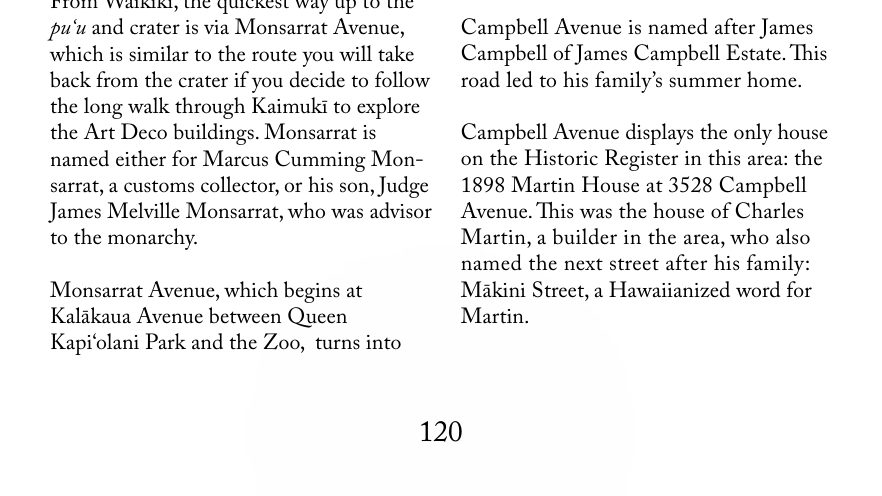 From Waikīkī, the quickest way up to the
pu‘u and crater is via Monsarrat Avenue,
which is similar to the route you will take
back from the crater if you decide to follow
the long walk through Kaimukī to explore
the Art Deco buildings. Monsarrat is
named either for Marcus Cumming Mon-
sarrat, a customs collector, or his son, Judge
James Melville Monsarrat, who was advisor
to the monarchy.
Monsarrat Avenue, which begins at
Kalākaua Avenue between Queen
Kapi‘olani Park and the Zoo,  turns into
Campbell Avenue is named after James
Campbell of James Campbell Estate. This
road led to his family’s summer home.
Campbell Avenue displays the only house
on the Historic Register in this area: the
1898 Martin House at 3528 Campbell
Avenue. This was the house of Charles
Martin, a builder in the area, who also
named the next street after his family:
Mākini Street, a Hawaiianized word for
Martin.
120